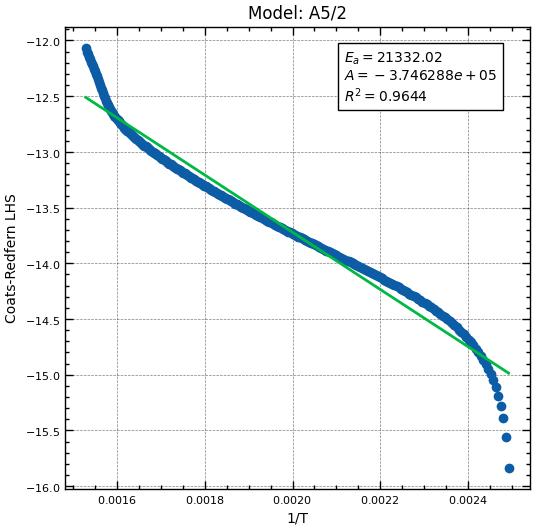 Model: A5/2
E_a = 21332.02
A = −3.746288e + 05
R² = 0.9644
Coats-Redfern LHS
−12.0
−12.5
−13.0
−13.5
−14.0
−14.5
−15.0
−15.5
−16.0
0.0016 0.0018 0.0020 0.0022 0.0024
1/T